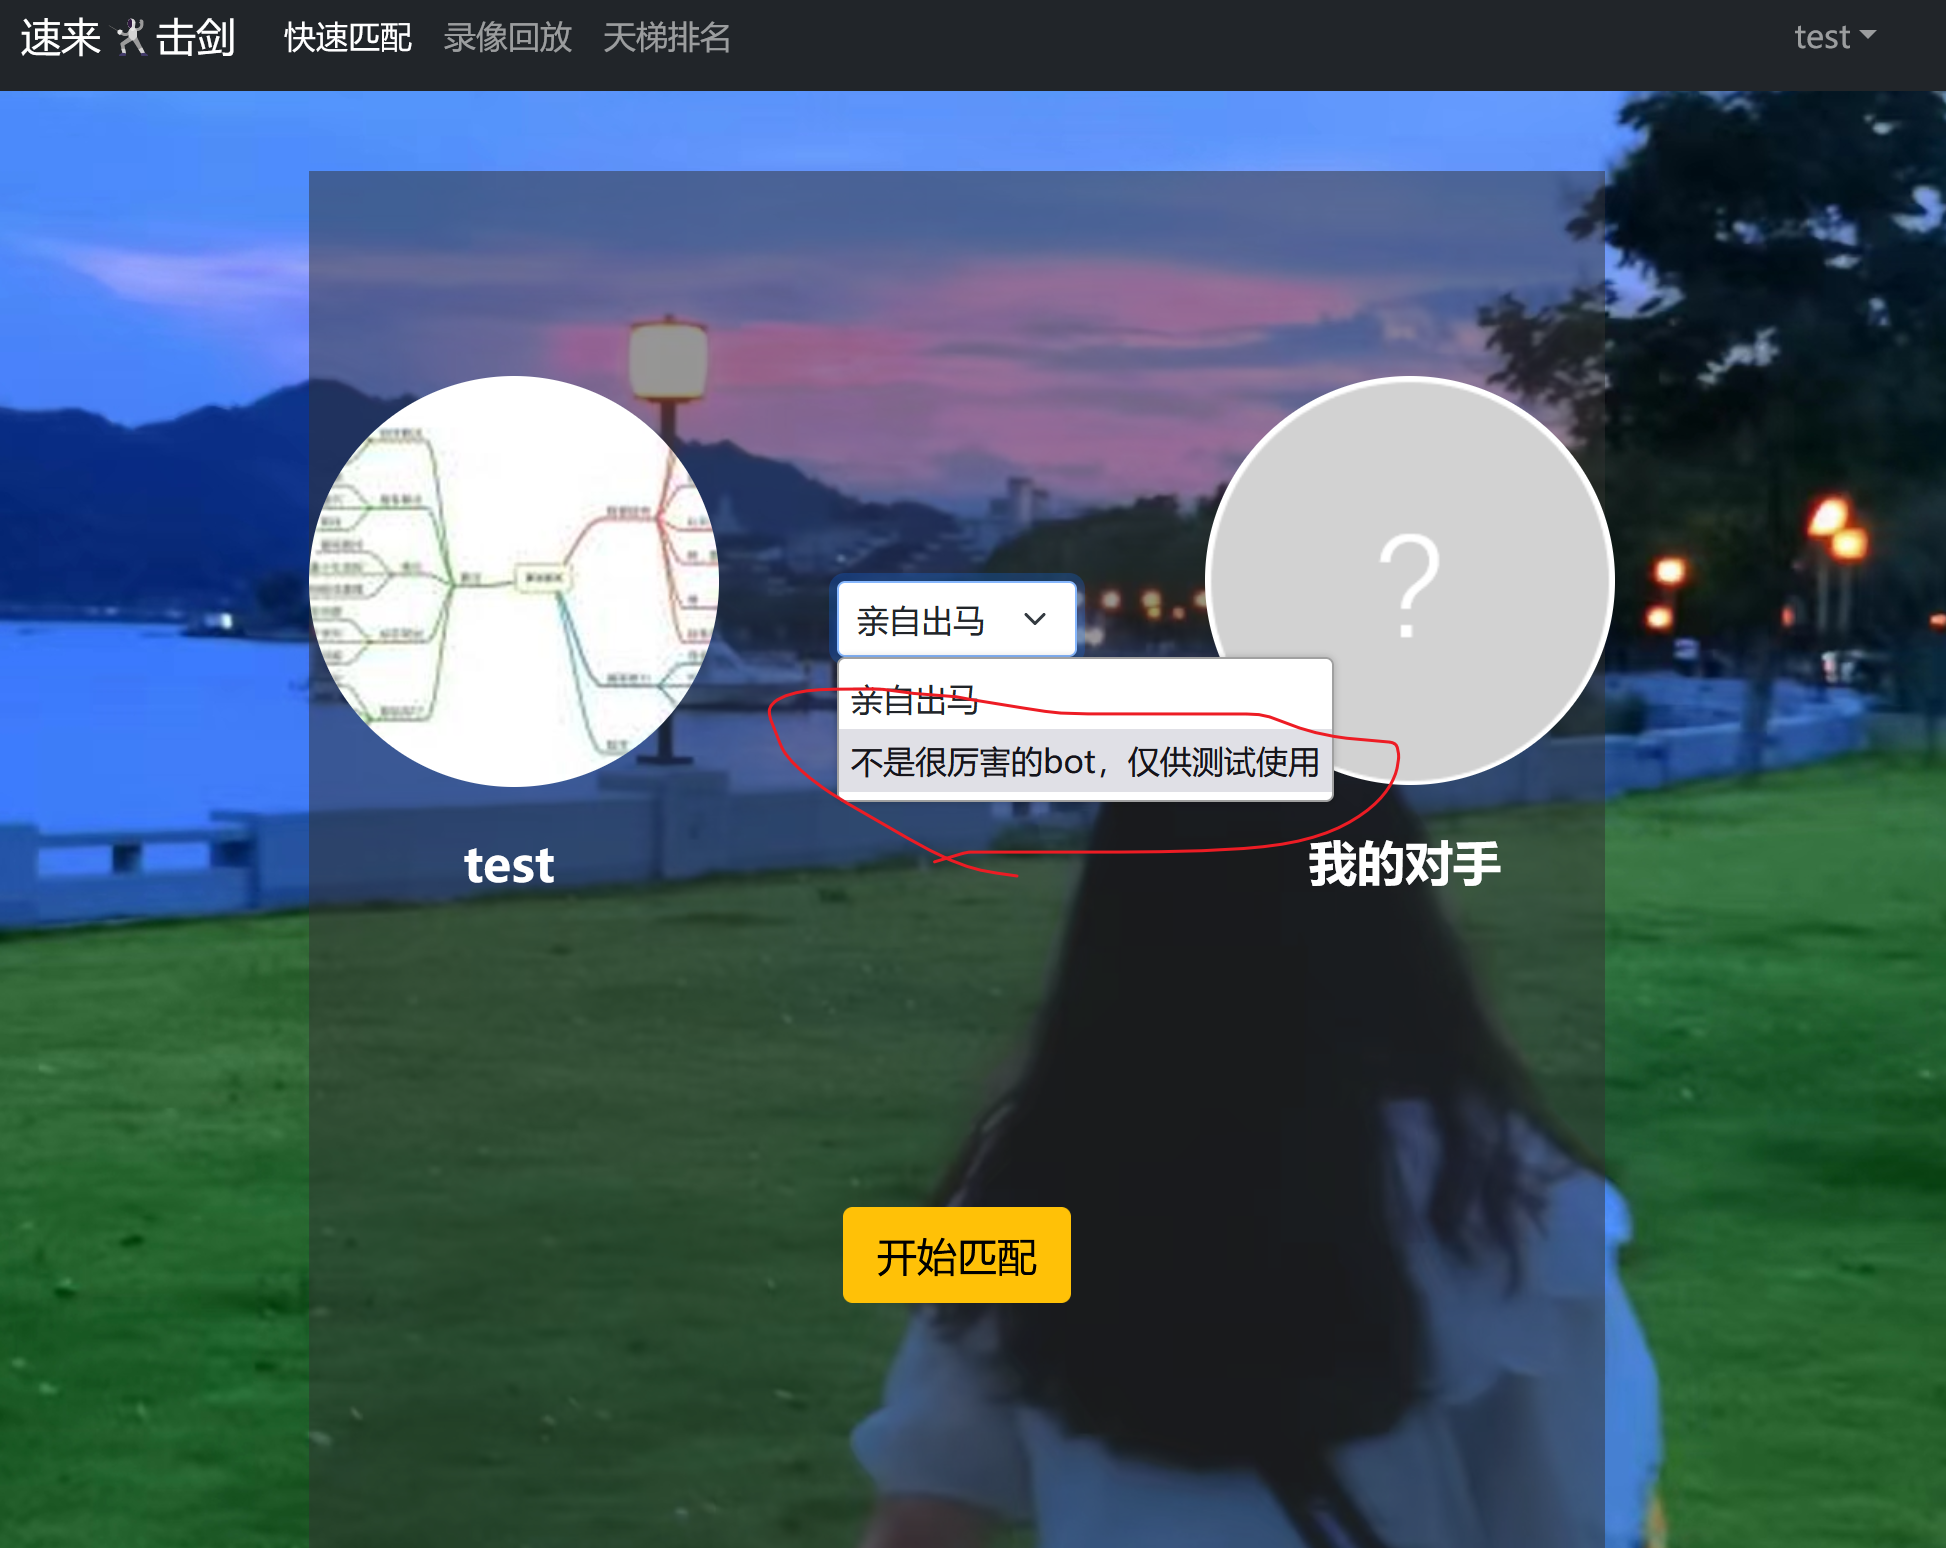 速来🤺击剑 快速匹配 录像回放 天梯排名 test
亲自出马
亲自出马
不是很厉害的bot，仅供测试使用
?
test 我的对手
开始匹配